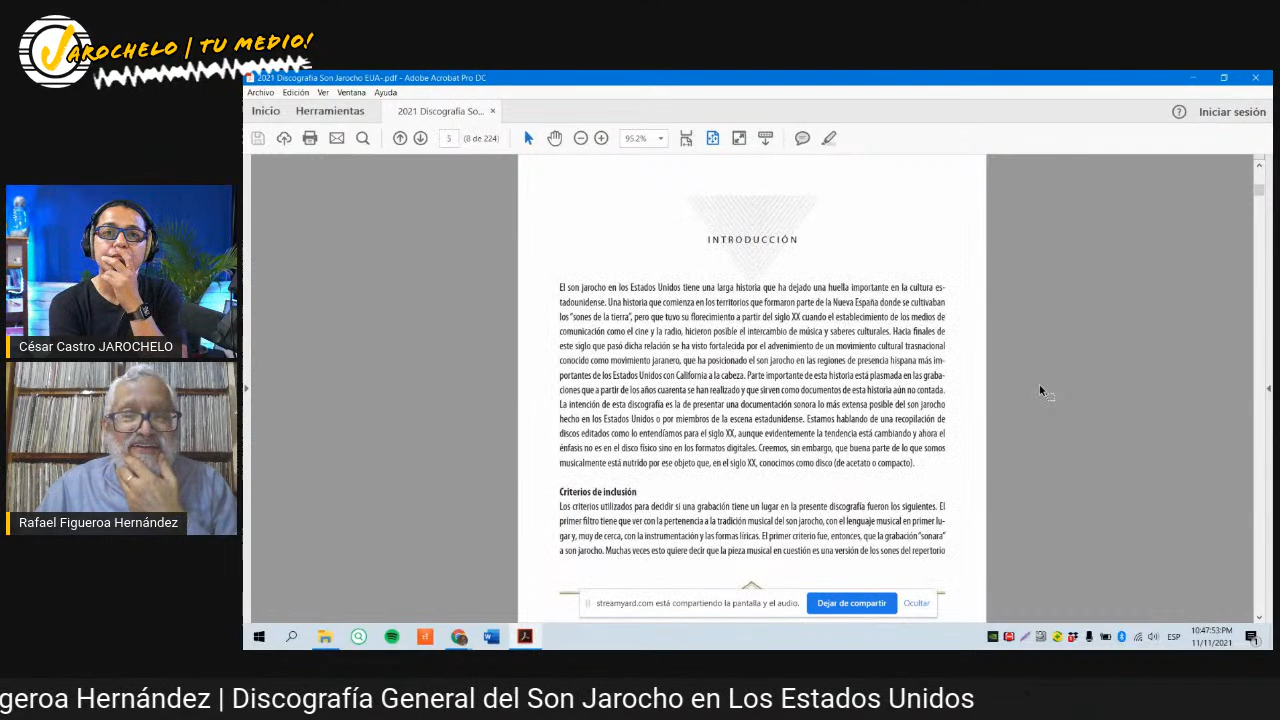 JAROCHELO | TU MEDIO!
2021 Discografia Son Jarocho EUA-.pdf - Adobe Acrobat Pro DC
Archivo Edición Ver Ventana Ayuda
Inicio Herramientas 2021 Discografia So... ×
Iniciar sesión
5 (8 de 224) 95.2%
INTRODUCCIÓN
El son jarocho en los Estados Unidos tiene una larga historia que ha dejado una huella importante en la cultura es-
tadounidense. Una historia que comienza en los territorios que formaron parte de la Nueva España donde se cultivaban
los “sones de la tierra”, pero que tuvo su florecimiento a partir del siglo XX cuando el establecimiento de los medios de
comunicación como el cine y la radio, hicieron posible el intercambio de música y saberes culturales. Hacia finales de
este siglo que pasó dicha relación se ha visto fortalecida por el advenimiento de un movimiento cultural trasnacional
conocido como movimiento jaranero, que ha posicionado el son jarocho en las regiones de presencia hispana más im-
portantes de los Estados Unidos con California a la cabeza. Parte importante de esta historia está plasmada en las graba-
ciones que a partir de los años cuarenta se han realizado y que sirven como documentos de esta historia aún no contada.
La intención de esta discografía es la de presentar una documentación sonora lo más extensa posible del son jarocho
hecho en los Estados Unidos o por miembros de la escena estadunidense. Estamos hablando de una recopilación de
discos editados como lo entendíamos para el siglo XX, aunque evidentemente la tendencia está cambiando y ahora el
énfasis no es en el disco físico sino en los formatos digitales. Creemos, sin embargo, que buena parte de lo que somos
musicalmente está nutrido por ese objeto que, en el siglo XX, conocimos como disco (de acetato o compacto).
Criterios de inclusión
Los criterios utilizados para decidir si una grabación tiene un lugar en la presente discografía fueron los siguientes. El
primer filtro tiene que ver con la pertenencia a la tradición musical del son jarocho, con el lenguaje musical en primer lu-
gar y, muy de cerca, con la instrumentación y las formas líricas. El primer criterio fue, entonces, que la grabación “sonara”
a son jarocho. Muchas veces esto quiere decir que la pieza musical en cuestión es una versión de los sones del repertorio
streamyard.com está compartiendo la pantalla y el audio. Dejar de compartir Ocultar
ESP
10:47:53 PM
11/11/2021
César Castro JAROCHELO
Rafael Figueroa Hernández
gueroa Hernández | Discografía General del Son Jarocho en Los Estados Unidos